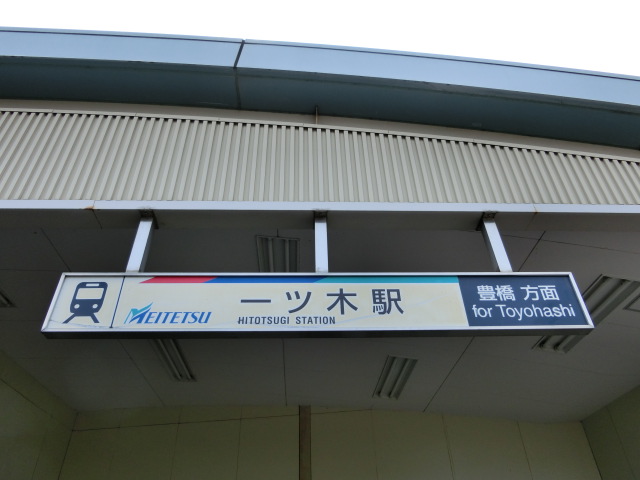 MEITETSU
一ツ木駅
HITOTSUGI STATION
豊橋 方面
for Toyohashi